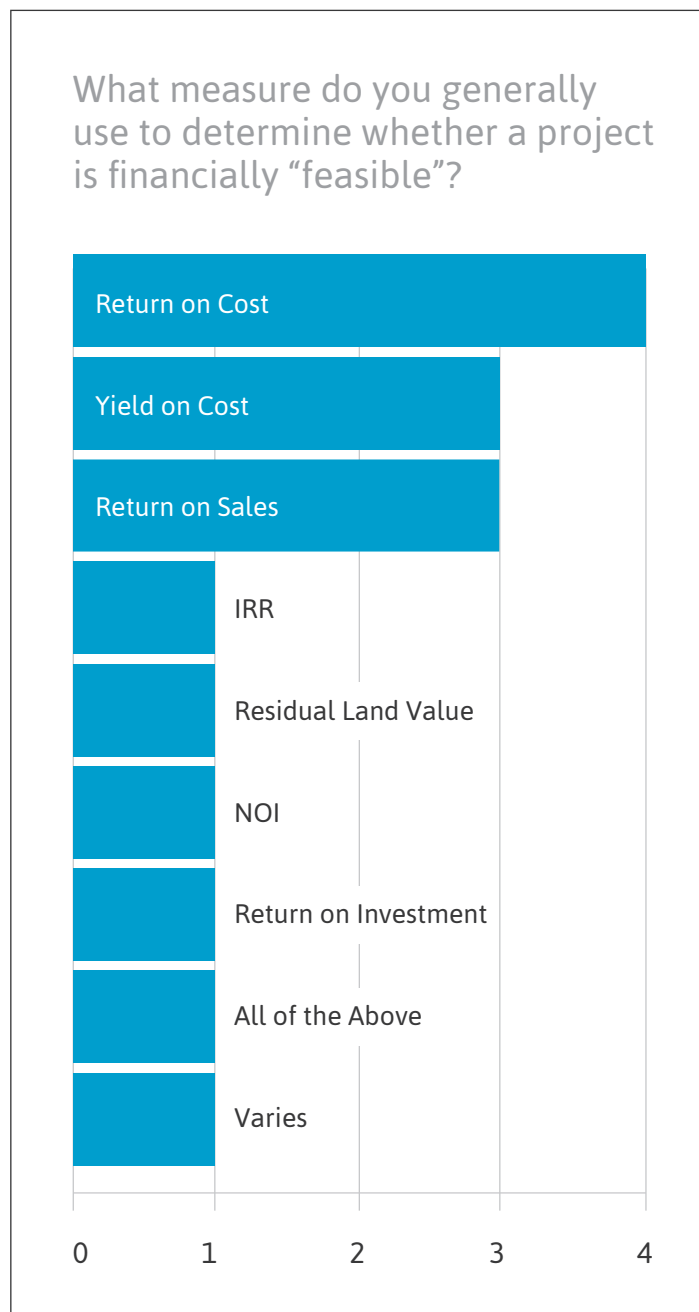 What measure do you generally
use to determine whether a project
is financially “feasible”?
Return on Cost
Yield on Cost
Return on Sales
IRR
Residual Land Value
NOI
Return on Investment
All of the Above
Varies
0 1 2 3 4